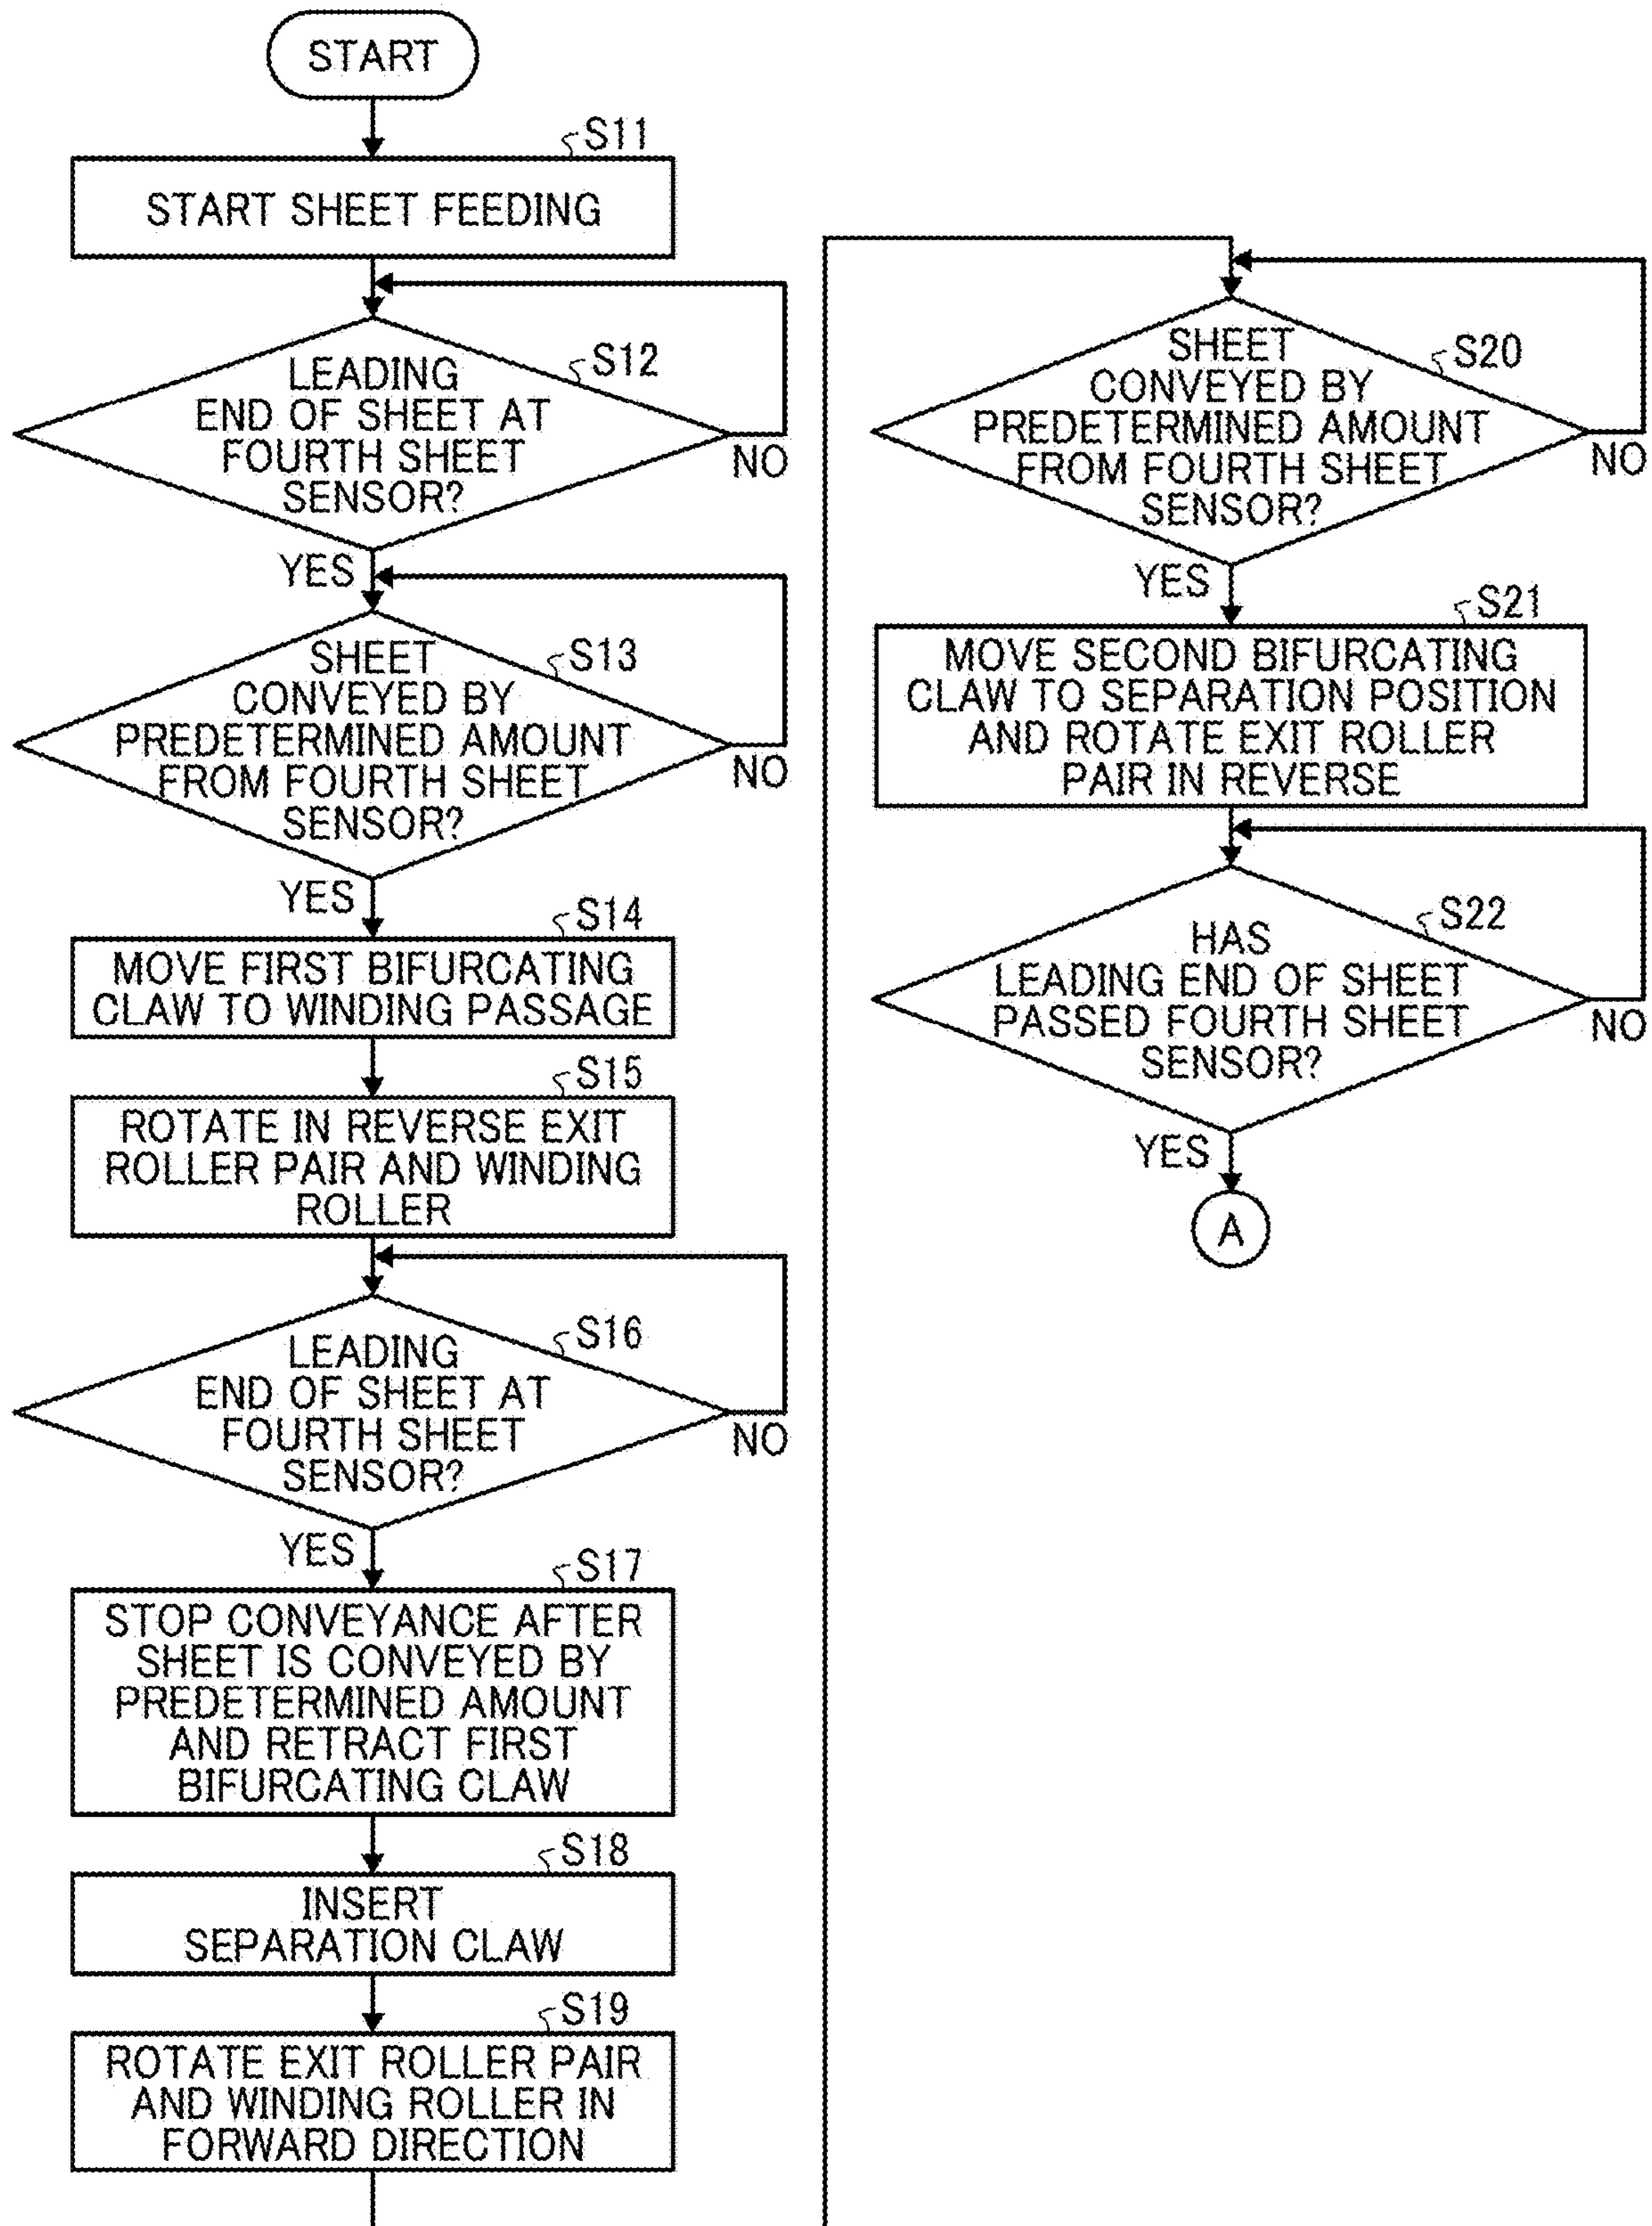 START
S11
START SHEET FEEDING
S12
LEADING
END OF SHEET AT
FOURTH SHEET
SENSOR?
NO
YES
S13
SHEET
CONVEYED BY
PREDETERMINED AMOUNT
FROM FOURTH SHEET
SENSOR?
NO
YES
S14
MOVE FIRST BIFURCATING
CLAW TO WINDING PASSAGE
S15
ROTATE IN REVERSE EXIT
ROLLER PAIR AND WINDING
ROLLER
S16
LEADING
END OF SHEET AT
FOURTH SHEET
SENSOR?
NO
YES
S17
STOP CONVEYANCE AFTER
SHEET IS CONVEYED BY
PREDETERMINED AMOUNT
AND RETRACT FIRST
BIFURCATING CLAW
S18
INSERT
SEPARATION CLAW
S19
ROTATE EXIT ROLLER PAIR
AND WINDING ROLLER IN
FORWARD DIRECTION
S20
SHEET
CONVEYED BY
PREDETERMINED AMOUNT
FROM FOURTH SHEET
SENSOR?
NO
YES
S21
MOVE SECOND BIFURCATING
CLAW TO SEPARATION POSITION
AND ROTATE EXIT ROLLER
PAIR IN REVERSE
S22
HAS
LEADING END OF SHEET
PASSED FOURTH SHEET
SENSOR?
NO
YES
A